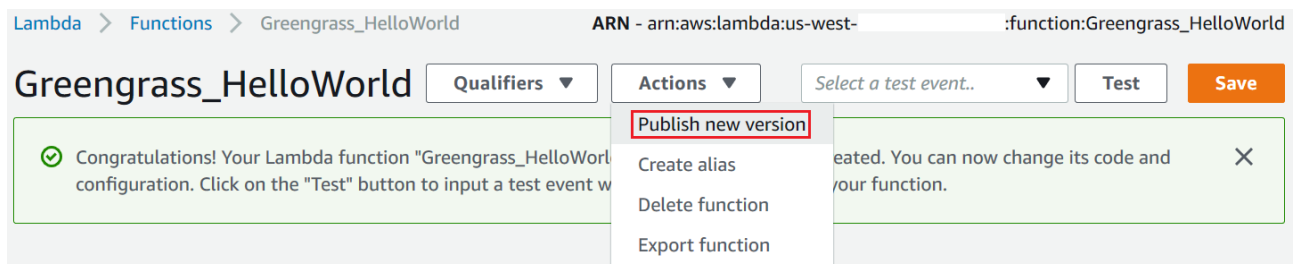 Lambda > Functions > Greengrass_HelloWorld ARN - arn:aws:lambda:us-west- :function:Greengrass_HelloWorld
Greengrass_HelloWorld Qualifiers Actions Select a test event.. Test Save
Publish new version
Congratulations! Your Lambda function "Greengrass_HelloWorl eated. You can now change its code and
Create alias
configuration. Click on the "Test" button to input a test event w your function.
Delete function
Export function